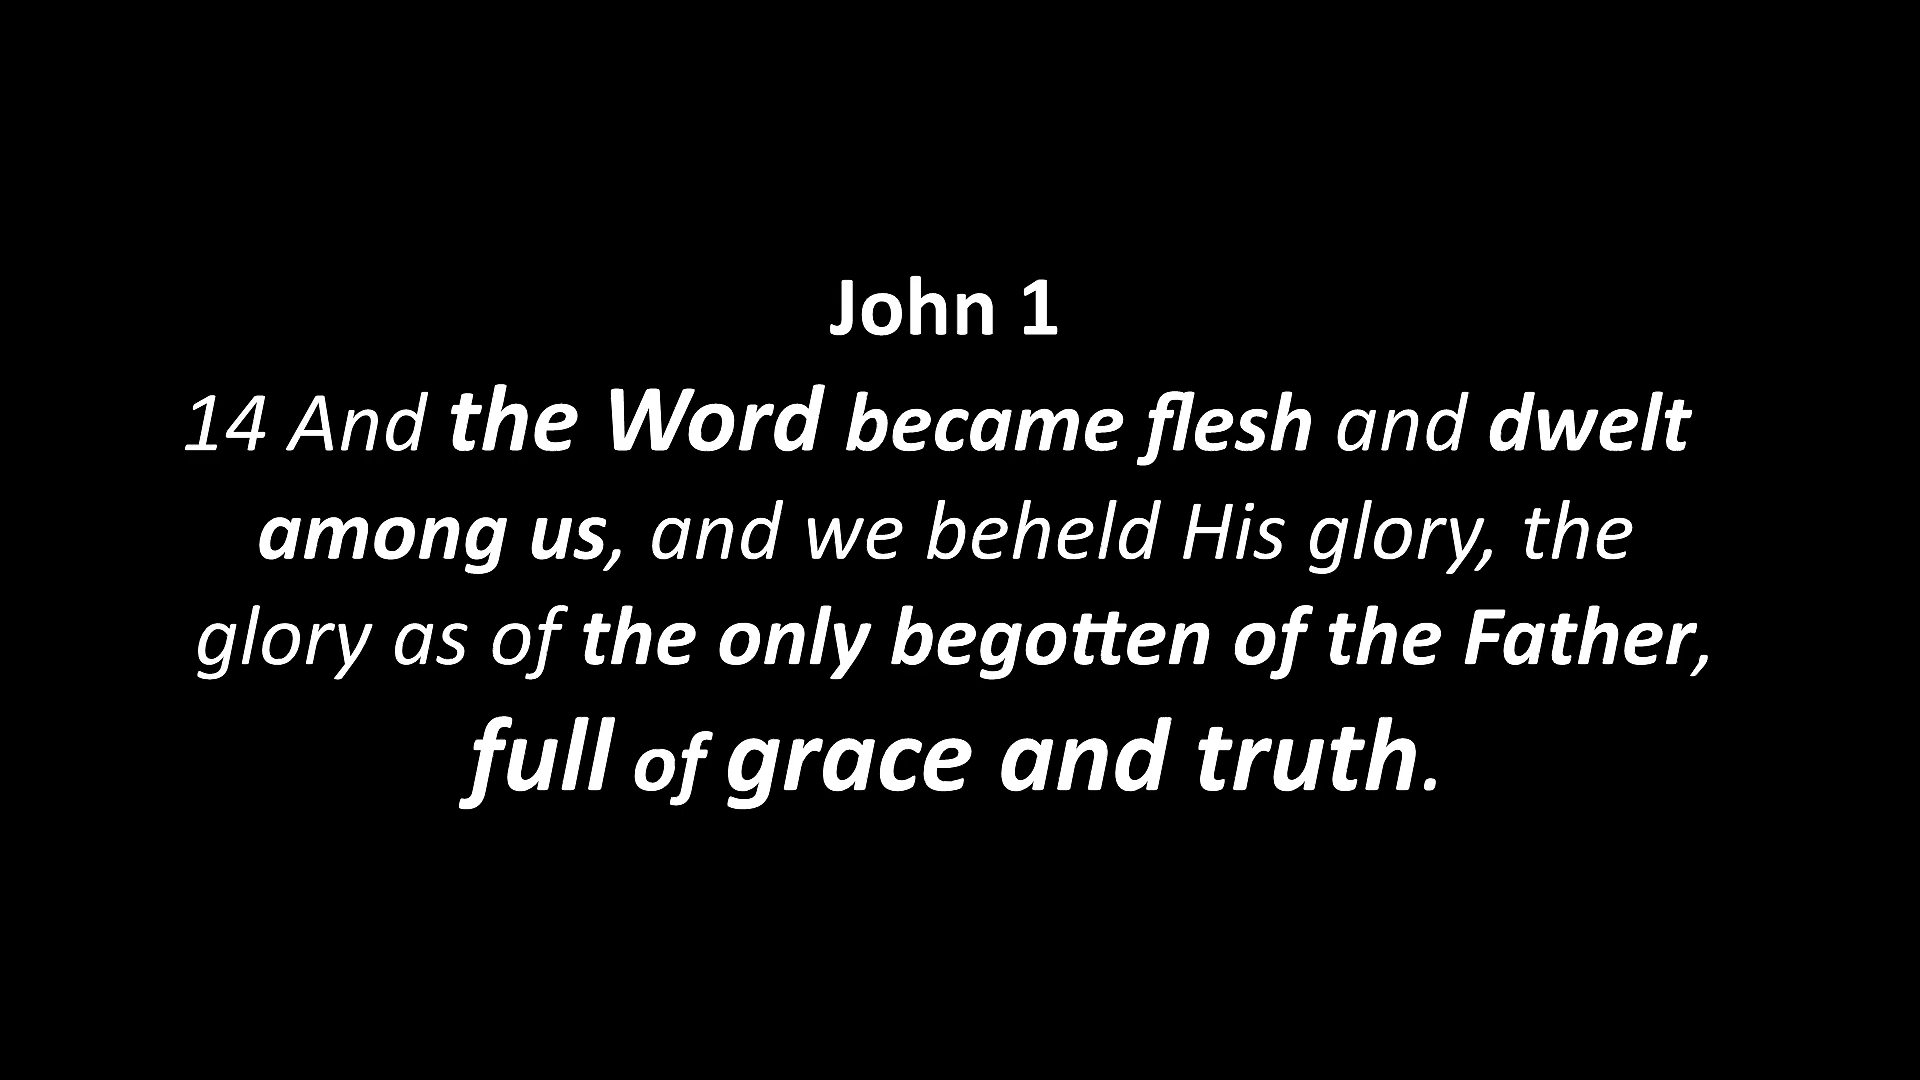 John 1
14 And the Word became flesh and dwelt
among us, and we beheld His glory, the
glory as of the only begotten of the Father,
full of grace and truth.